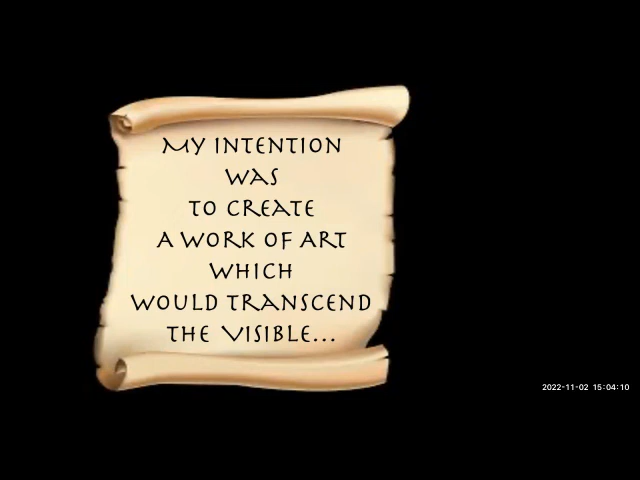 My intention
was
to create
A work of Art
which
would transcend
the Visible...
2022-11-02 15:04:10